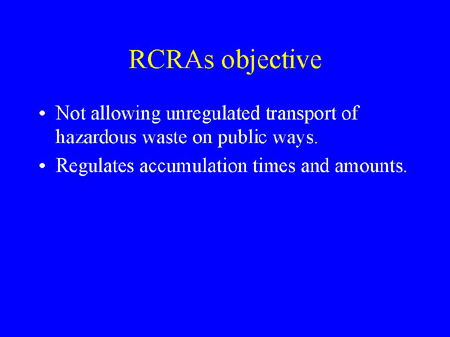 RCRAs objective
• Not allowing unregulated transport of
hazardous waste on public ways.
• Regulates accumulation times and amounts.